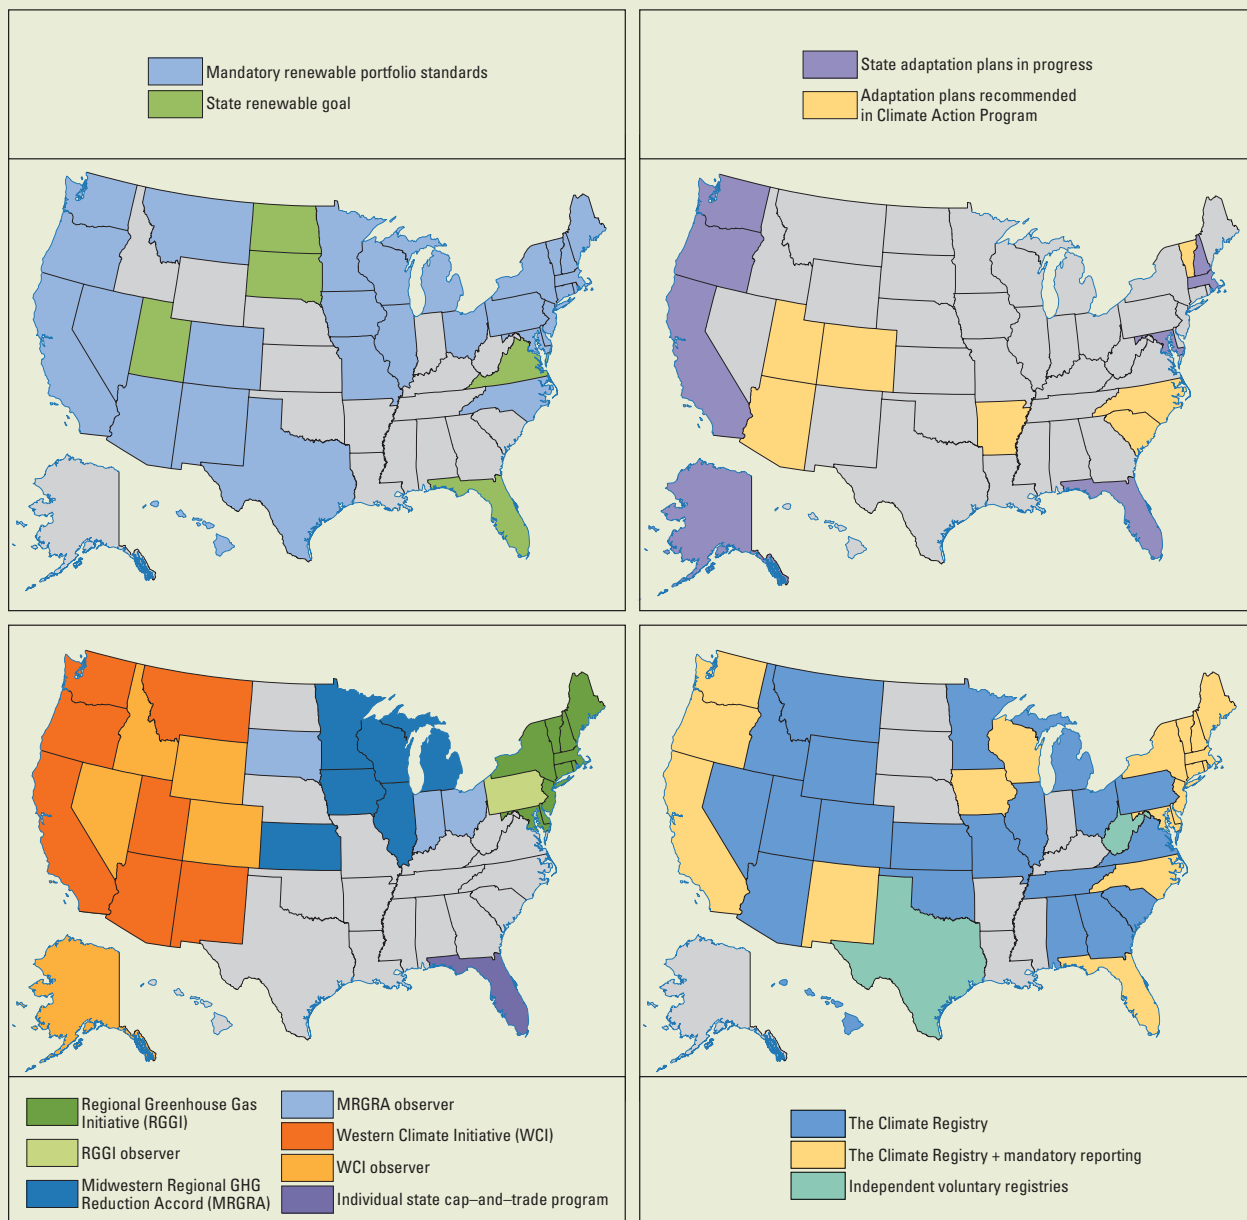 Mandatory renewable portfolio standards
State renewable goal
State adaptation plans in progress
Adaptation plans recommended
in Climate Action Program
Regional Greenhouse Gas
Initiative (RGGI)
RGGI observer
Midwestern Regional GHG
Reduction Accord (MRGRA)
MRGRA observer
Western Climate Initiative (WCI)
WCI observer
Individual state cap–and–trade program
The Climate Registry
The Climate Registry + mandatory reporting
Independent voluntary registries